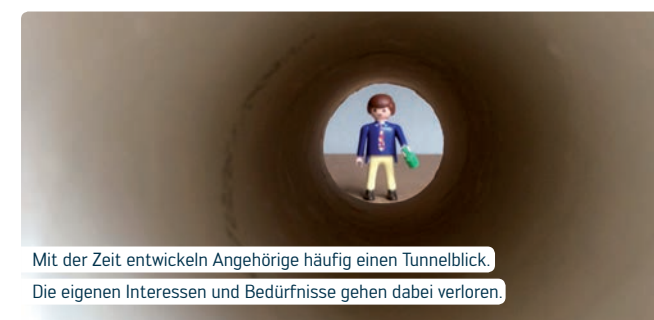 Mit der Zeit entwickeln Angehörige häufig einen Tunnelblick.
Die eigenen Interessen und Bedürfnisse gehen dabei verloren.